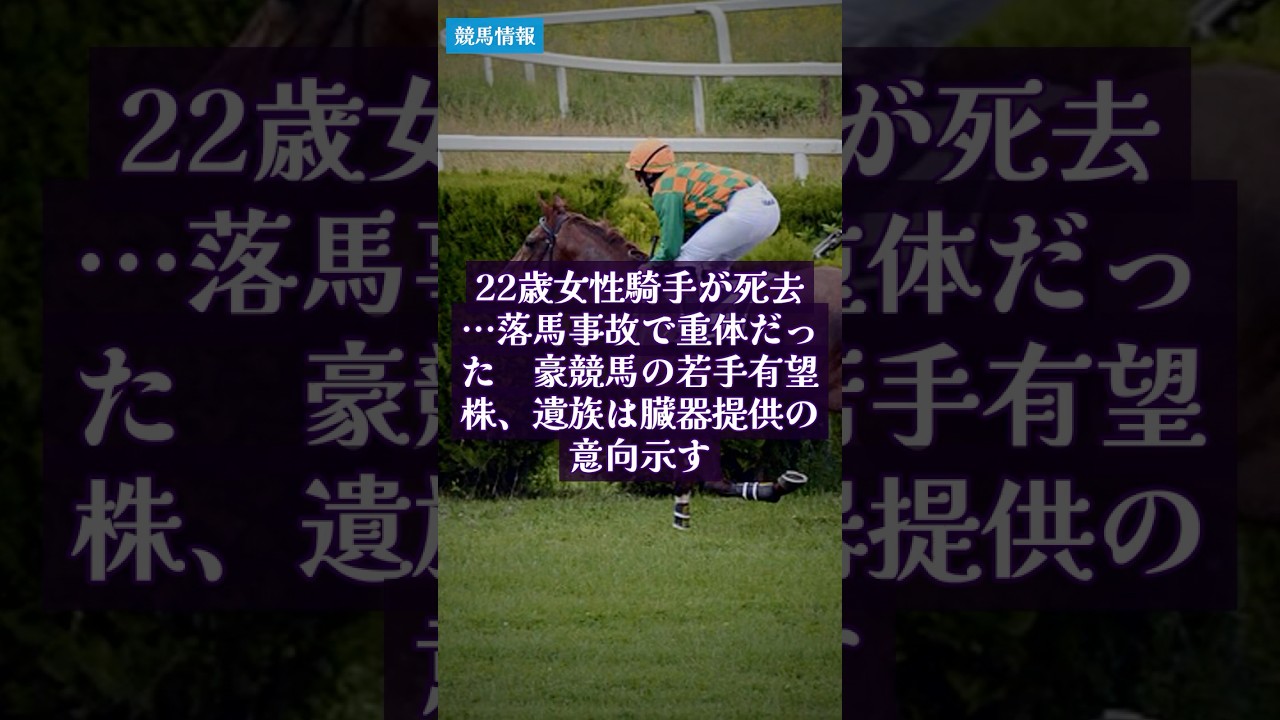 競馬情報
22歳女性騎手が死去
…落馬事故で重体だっ
た　豪競馬の若手有望
株、遺族は臓器提供の
意向示す